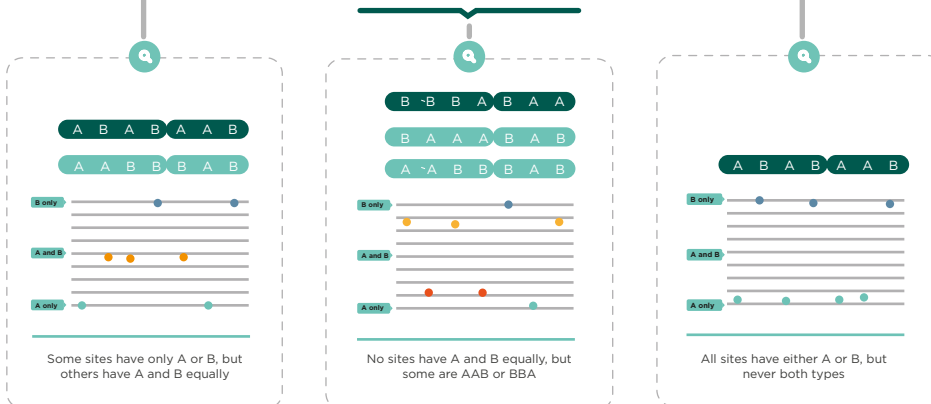 A B A B A A B
A A B B B A B
B only
A and B
A only
Some sites have only A or B, but
others have A and B equally
B ~B B A B A A
B A A A B A B
A ~A B B B A B
B only
A and B
A only
No sites have A and B equally, but
some are AAB or BBA
A B A B A A B
B only
A and B
A only
All sites have either A or B, but
never both types